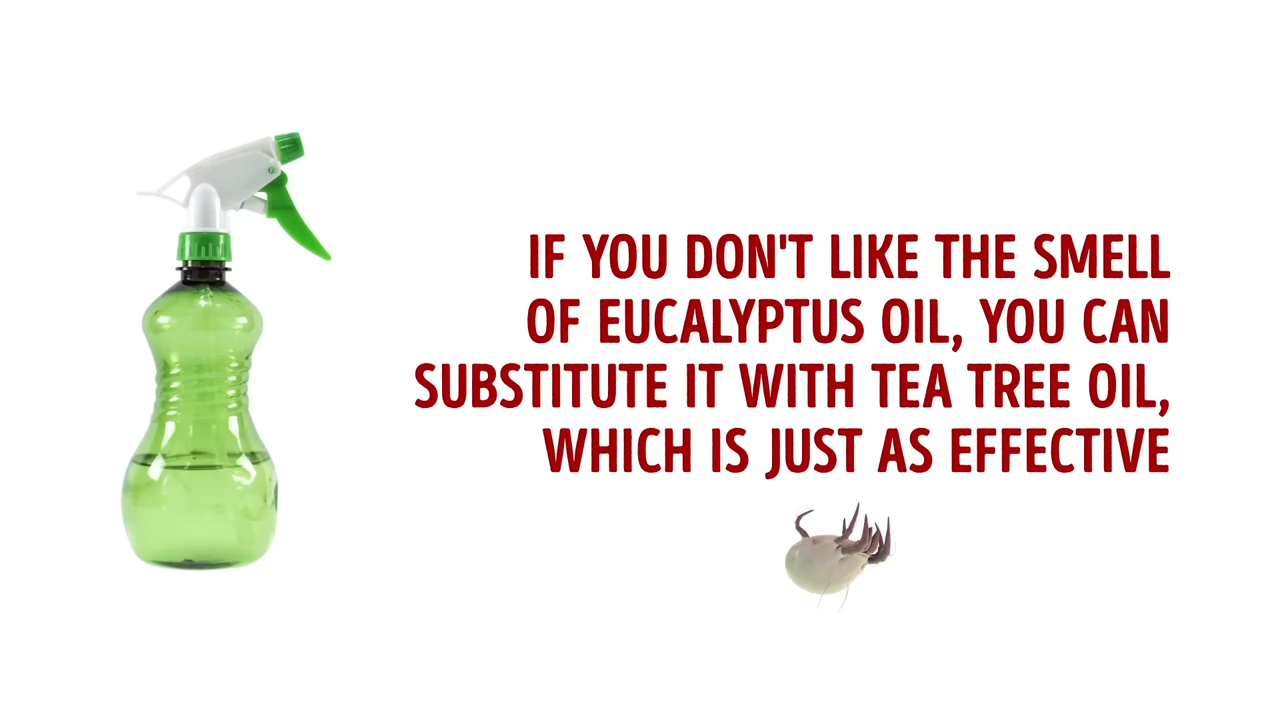 IF YOU DON'T LIKE THE SMELL
OF EUCALYPTUS OIL, YOU CAN
SUBSTITUTE IT WITH TEA TREE OIL,
WHICH IS JUST AS EFFECTIVE